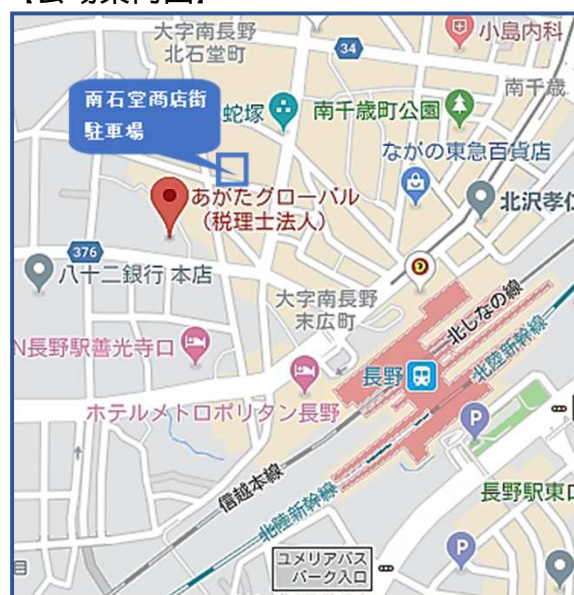 大字南長野
北石堂町
34
小島内科
南石堂商店街
駐車場
蛇塚
南千歳町公園
南千歳
ながの東急百貨店
あがたグローバル
(税理士法人)
北沢孝仁
376
八十二銀行 本店
大字南長野
末広町
北しなの線
N長野駅善光寺口
長野
北陸新幹線
ホテルメトロポリタン長野
P
信越本線
北陸新幹線
長野駅東口
P
ユメリアバス
パーク入口